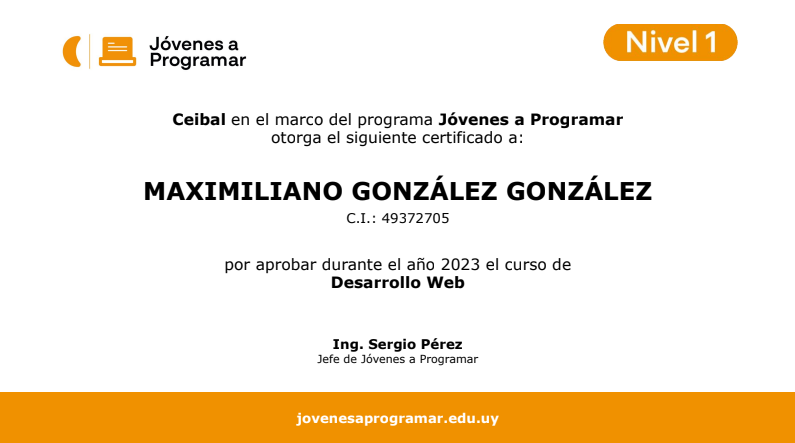 Jóvenes a
Programar
Nivel 1
Ceibal en el marco del programa Jóvenes a Programar
otorga el siguiente certificado a:
MAXIMILIANO GONZÁLEZ GONZÁLEZ
C.I.: 49372705
por aprobar durante el año 2023 el curso de
Desarrollo Web
Ing. Sergio Pérez
Jefe de Jóvenes a Programar
jovenesaprogramar.edu.uy